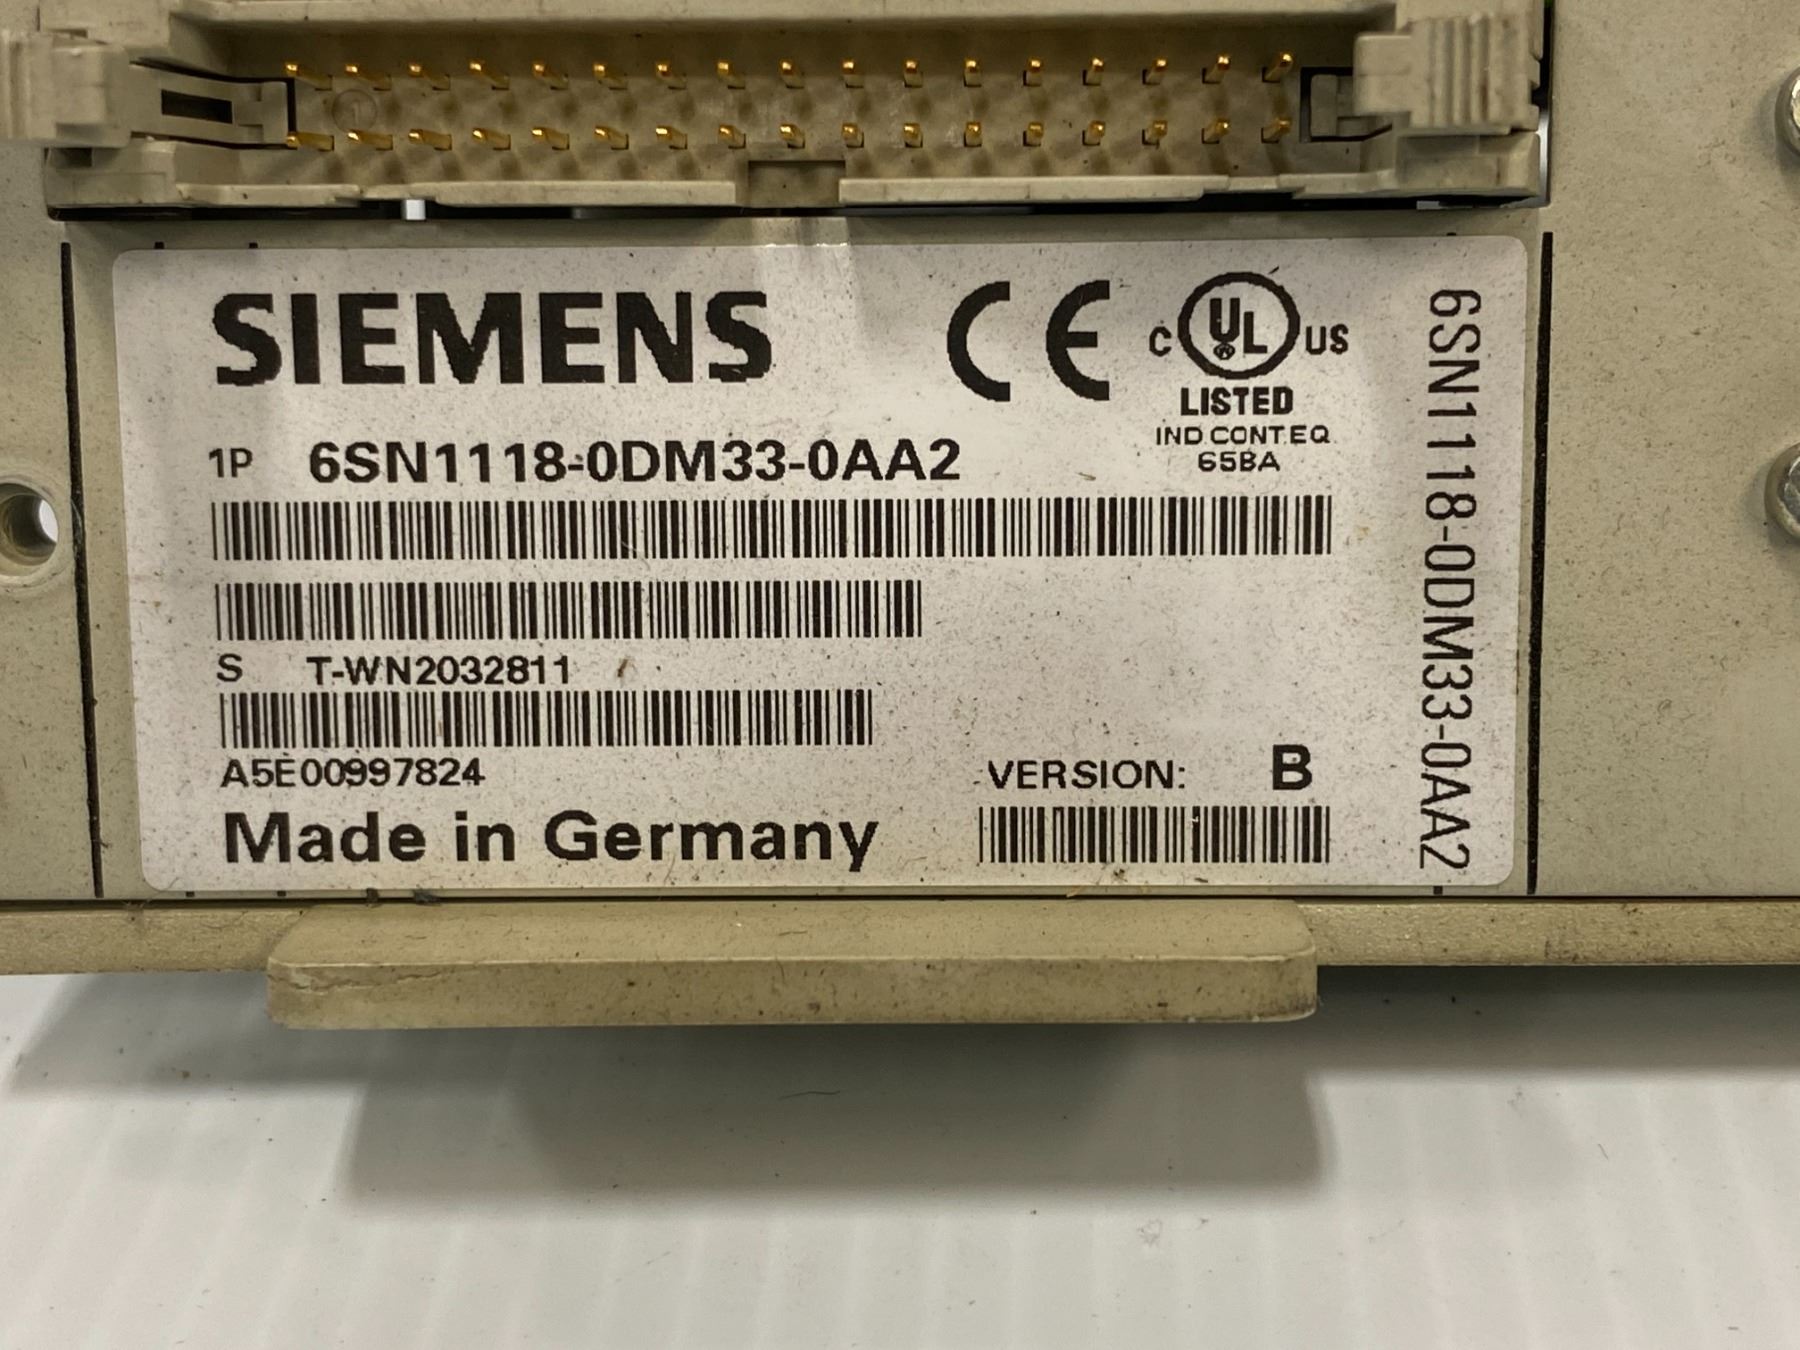 SIEMENS
CE
C UL US
LISTED
IND.CONT.EQ.
65BA
1P 6SN1118-0DM33-0AA2
S T-WN2032811
A5E00997824
VERSION: B
Made in Germany
6SN1118-0DM33-0AA2